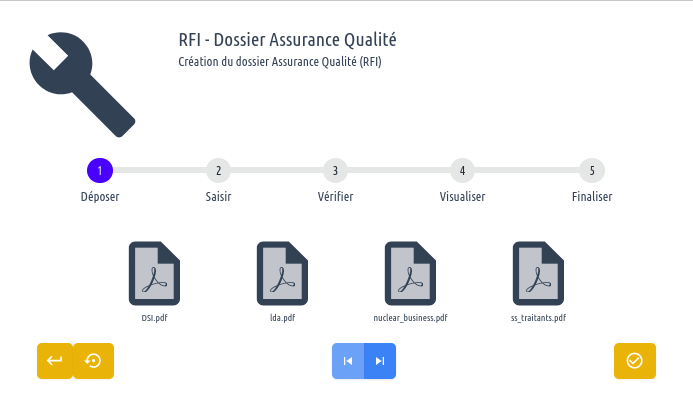 RFI - Dossier Assurance Qualité
Création du dossier Assurance Qualité (RFI)
1 2 3 4 5
Déposer Saisir Vérifier Visualiser Finaliser
DSI.pdf lda.pdf nuclear_business.pdf ss_traitants.pdf